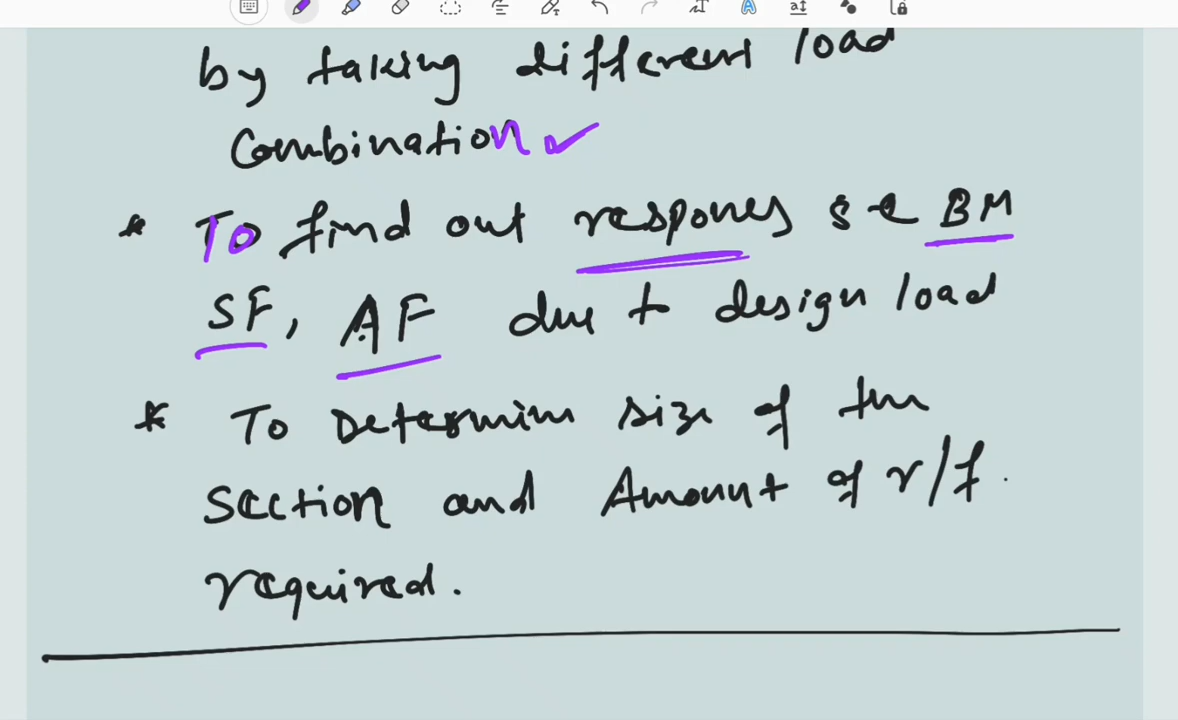 by taking different load
Combination
* To find out respones BM
SF, AF due to design load
* To Determine size of the
Section and Amount of r/f
required.